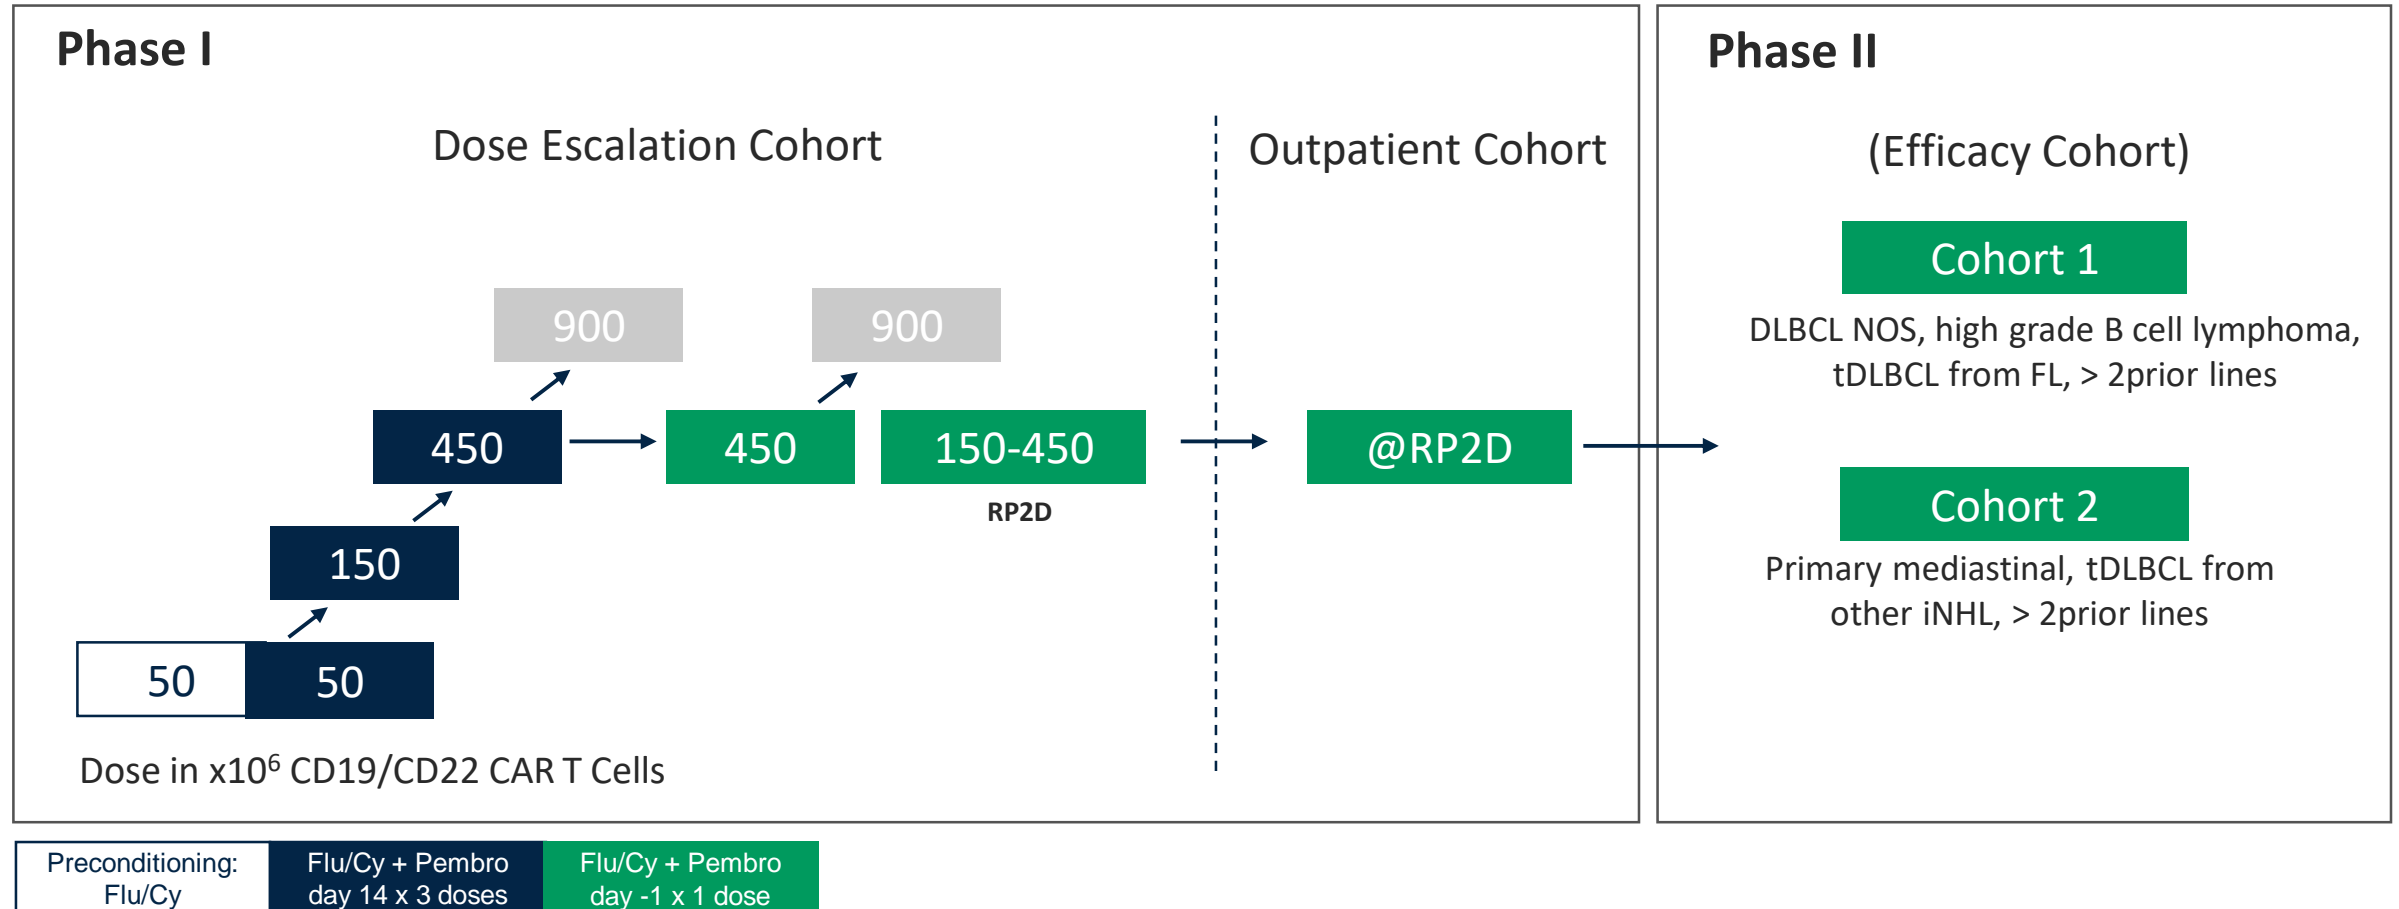 Phase I
Dose Escalation Cohort
Outpatient Cohort
900
900
450
450
150-450
RP2D
@RP2D
150
50
50
Dose in x10⁶ CD19/CD22 CAR T Cells
Phase II
(Efficacy Cohort)
Cohort 1
DLBCL NOS, high grade B cell lymphoma,
tDLBCL from FL, > 2prior lines
Cohort 2
Primary mediastinal, tDLBCL from
other iNHL, > 2prior lines
Preconditioning:
Flu/Cy
Flu/Cy + Pembro
day 14 x 3 doses
Flu/Cy + Pembro
day -1 x 1 dose